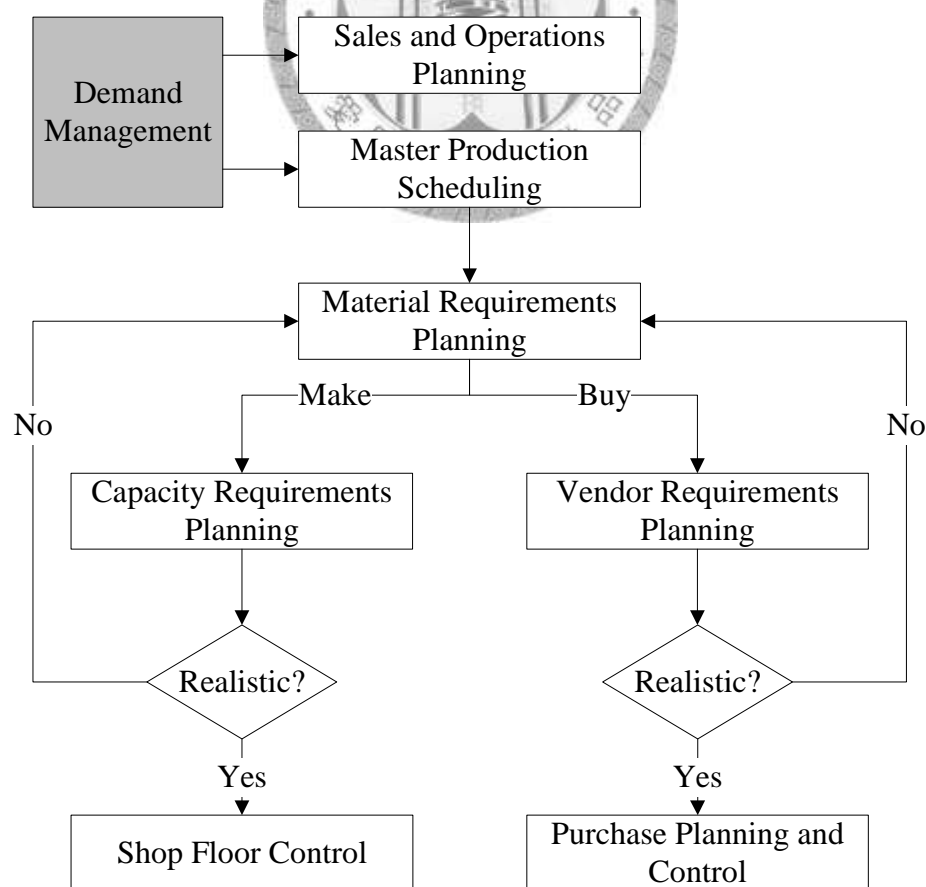 Sales and Operations
Planning
Demand
Management
Master Production
Scheduling
Material Requirements
Planning
Make
Buy
No
No
Capacity Requirements
Planning
Vendor Requirements
Planning
Realistic?
Realistic?
Yes
Yes
Shop Floor Control
Purchase Planning and
Control